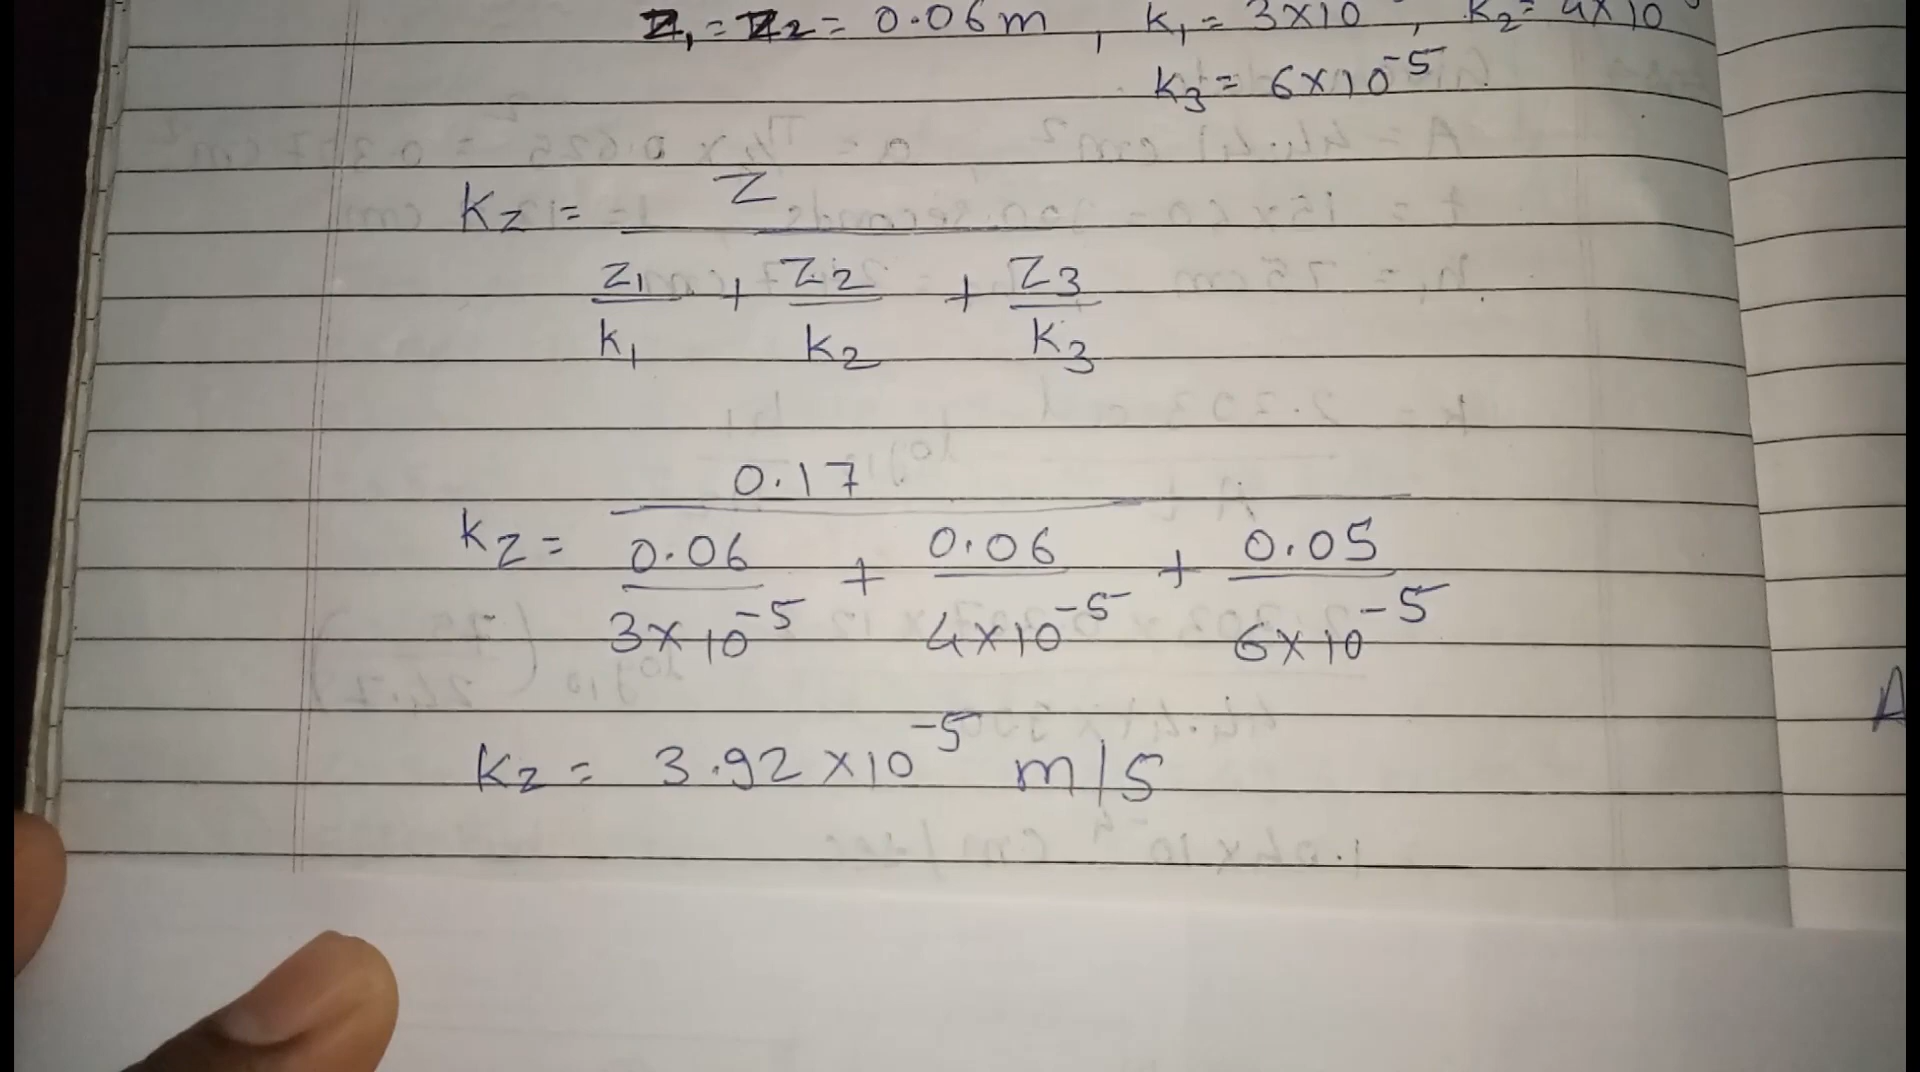 Z₁ = Z₂ = 0.06m , K₁ = 3×10 , K₂ = 4×10
K₃ = 6×10⁻⁵
Kz = Z
Z₁ + Z₂ + Z₃
K₁ K₂ K₃
0.17
Kz = 0.06 + 0.06 + 0.05
3×10⁻⁵ 4×10⁻⁵ 6×10⁻⁵
Kz = 3.92×10⁻⁵ m/s
A